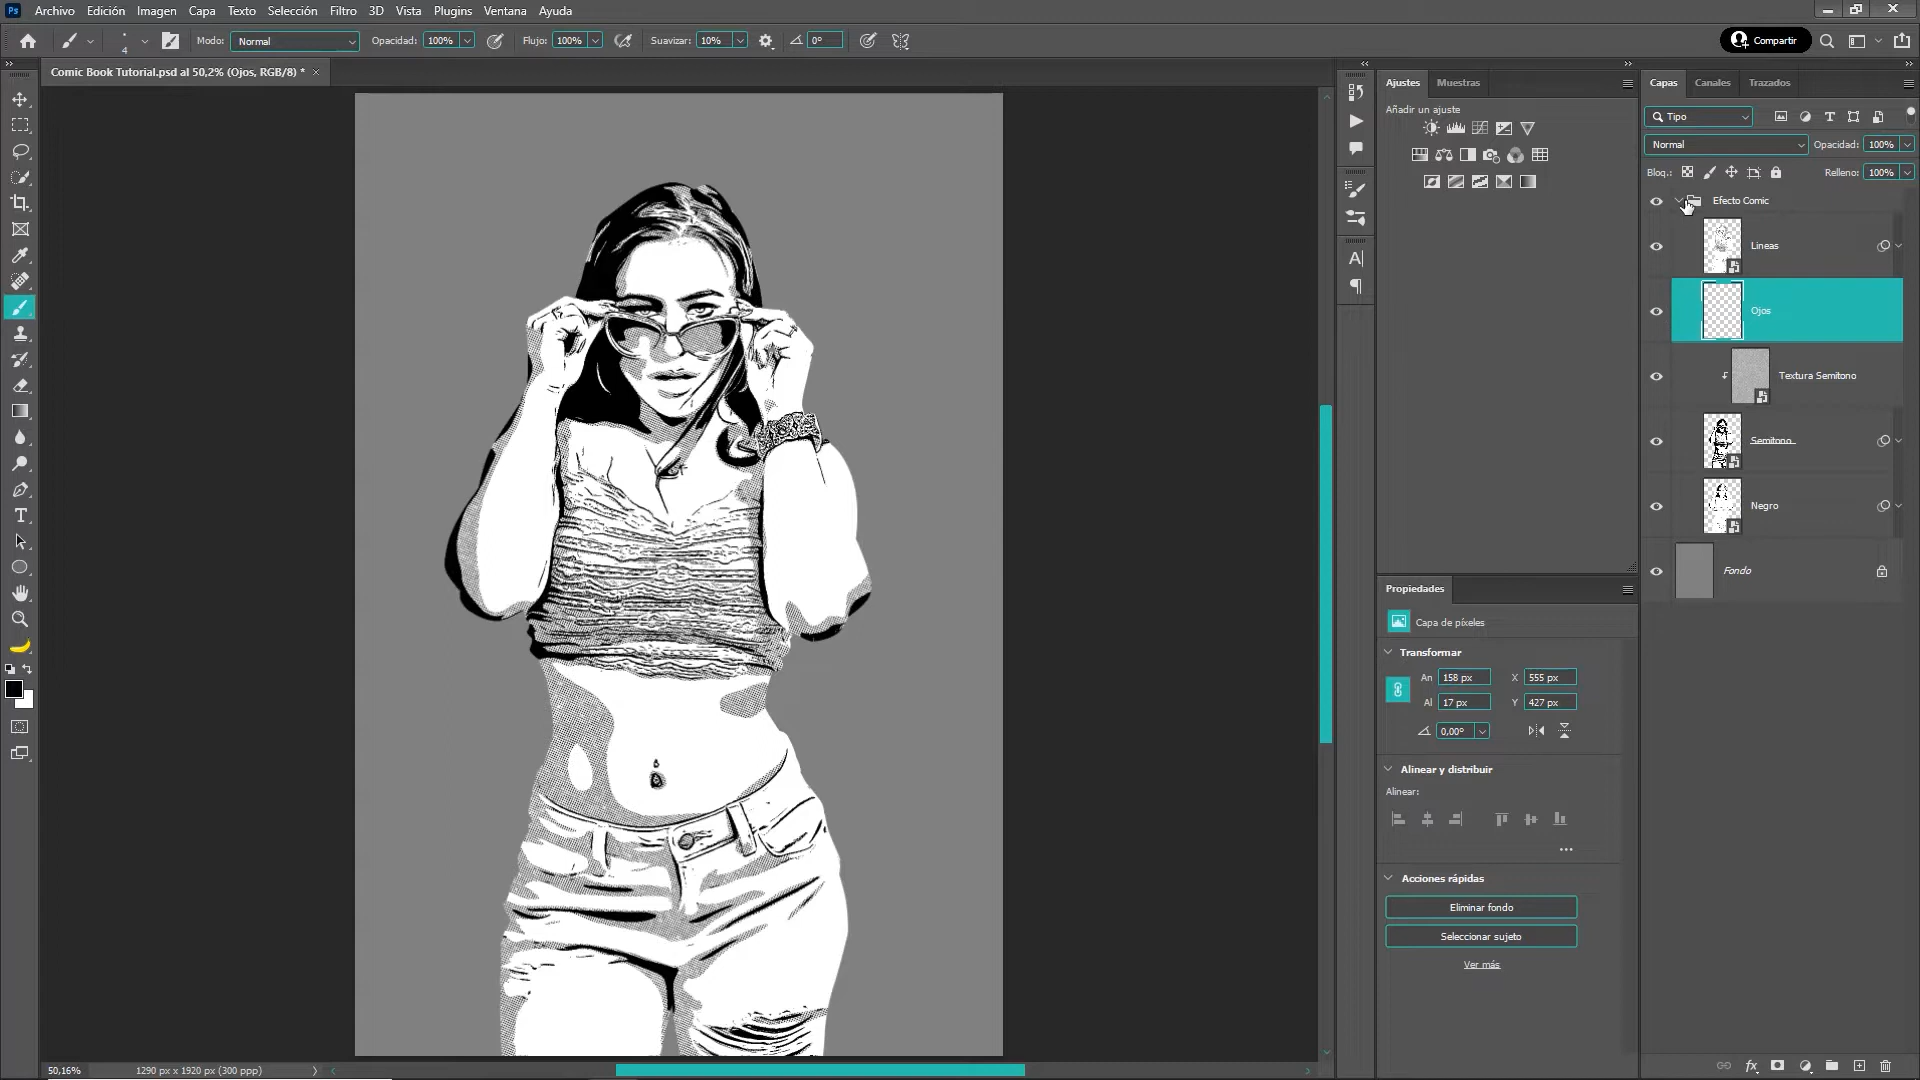 Ps Archivo Edición Imagen Capa Texto Selección Filtro 3D Vista Plugins Ventana Ayuda
4 Modo: Normal Opacidad: 100% Flujo: 100% Suavizar: 10% 0° Compartir
Comic Book Tutorial.psd al 50,2% (Ojos, RGB/8) * ×
Ajustes Muestras
Añadir un ajuste
Capas Canales Trazados
Tipo
Normal Opacidad: 100%
Bloq.: Relleno: 100%
Efecto Comic
Lineas
Ojos
Textura Semitono
Semitono
Negro
Fondo
Propiedades
Capa de píxeles
Transformar
An 158 px X 555 px
Al 17 px Y 427 px
0,00°
Alinear y distribuir
Alinear:
Acciones rápidas
Eliminar fondo
Seleccionar sujeto
Ver más
50,16% 1290 px x 1920 px (300 ppp)
fx